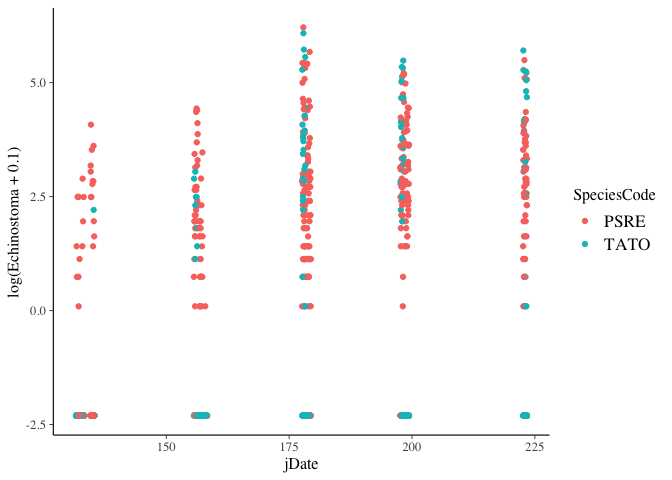 5.0
2.5
0.0
-2.5
log(Echinostoma + 0.1)
150
175
200
225
jDate
SpeciesCode
PSRE
TATO